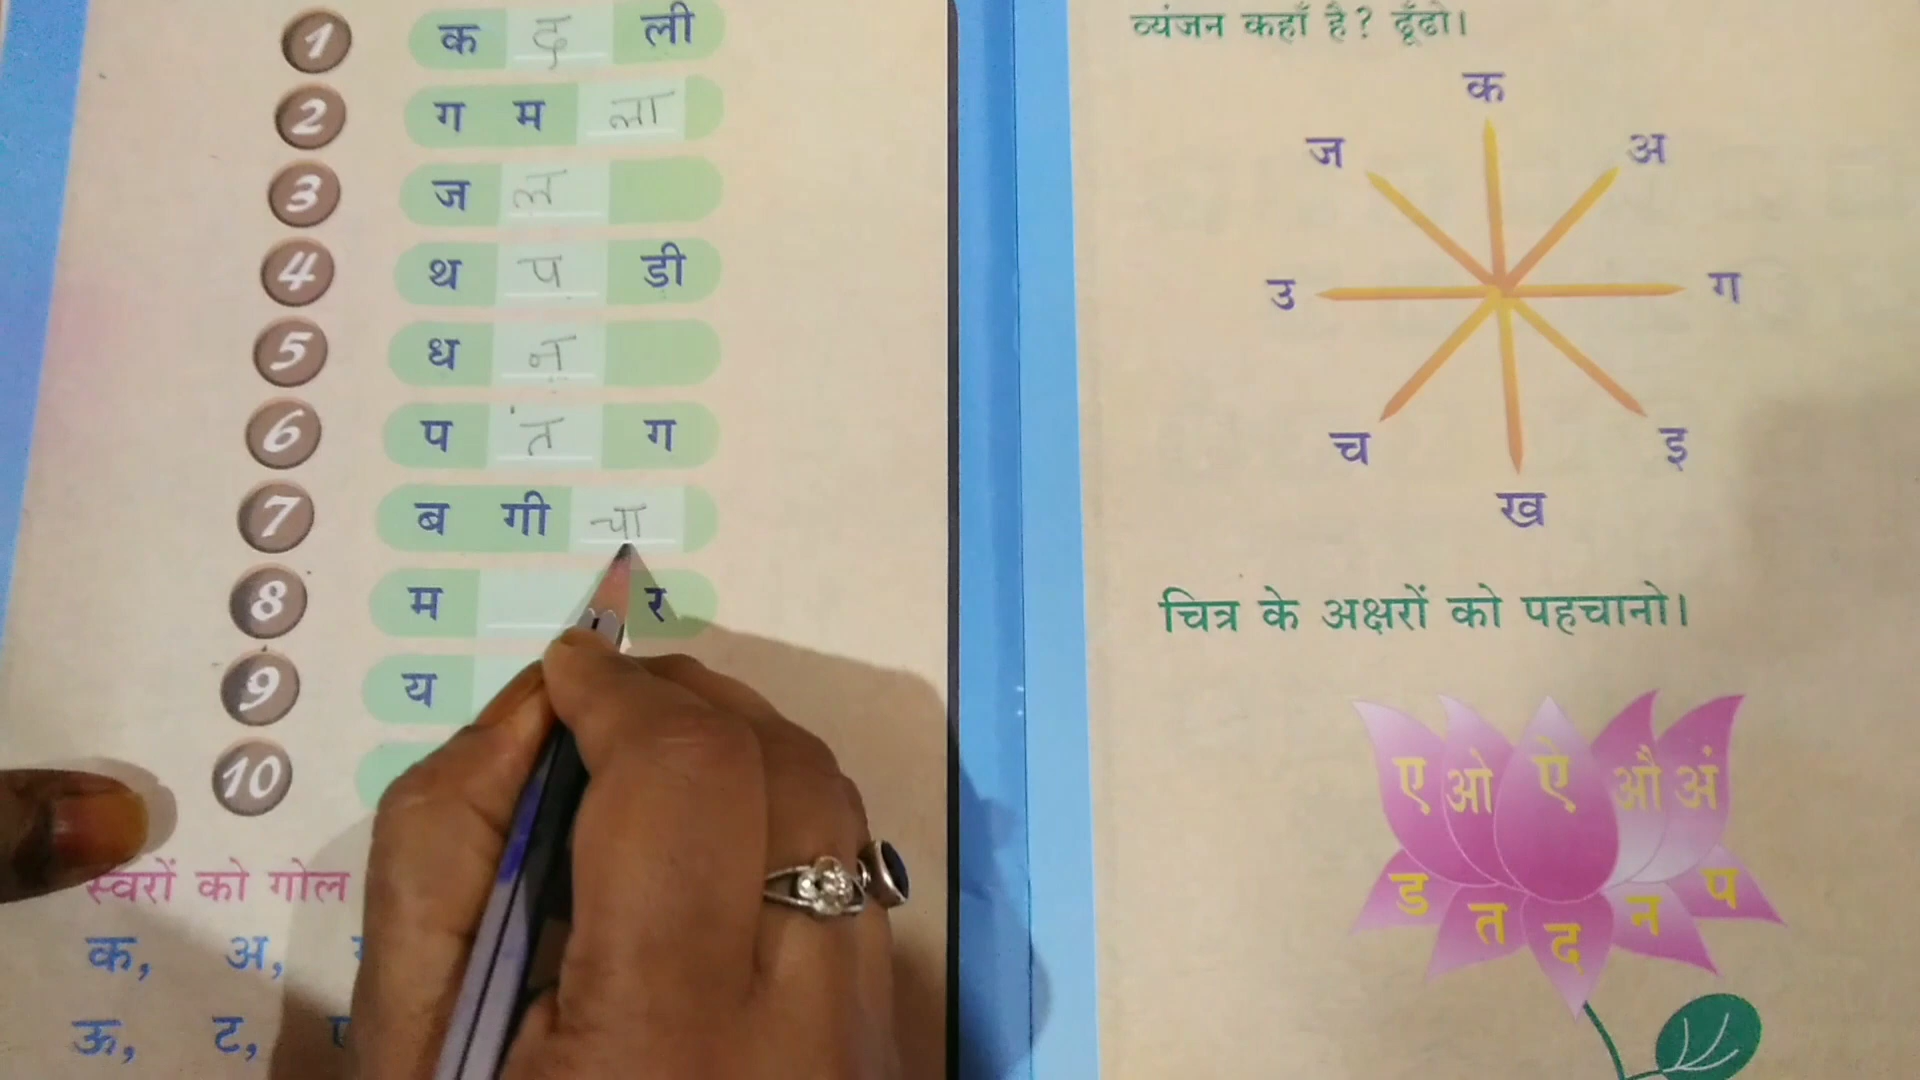 1 क द ली
2 ग म ला
3 ज ल
4 थ प डी
5 ध न
6 प तं ग
7 ब गी चा
8 म र
9 य
10
स्वरों को गोल
क, अ,
ऊ, ट,
व्यंजन कहाँ है? ढूँढो।
क
ज अ
उ ग
च इ
ख
चित्र के अक्षरों को पहचानो।
ए ओ ऐ औ अं
ड त द न प